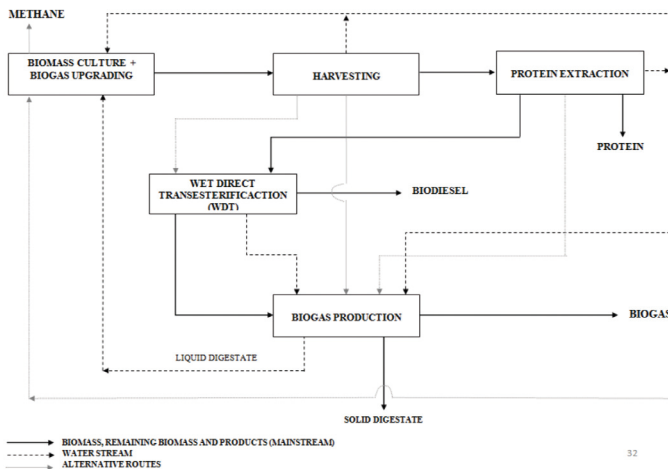 METHANE
BIOMASS CULTURE +
BIOGAS UPGRADING
HARVESTING
PROTEIN EXTRACTION
PROTEIN
WET DIRECT
TRANSESTERIFICACTION
(WDT)
BIODIESEL
BIOGAS PRODUCTION
BIOGAS
LIQUID DIGESTATE
SOLID DIGESTATE
BIOMASS, REMAINING BIOMASS AND PRODUCTS (MAINSTREAM)
WATER STREAM
ALTERNATIVE ROUTES
32